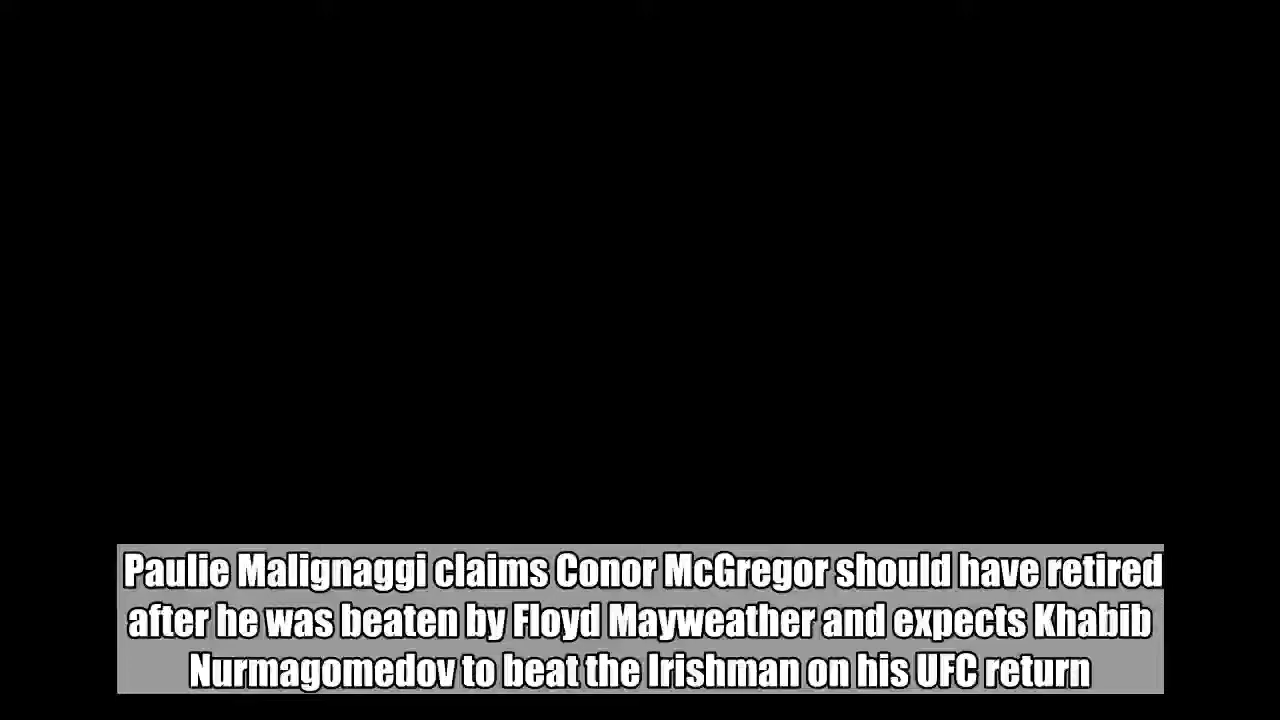 Paulie Malignaggi claims Conor McGregor should have retired
after he was beaten by Floyd Mayweather and expects Khabib
Nurmagomedov to beat the Irishman on his UFC return